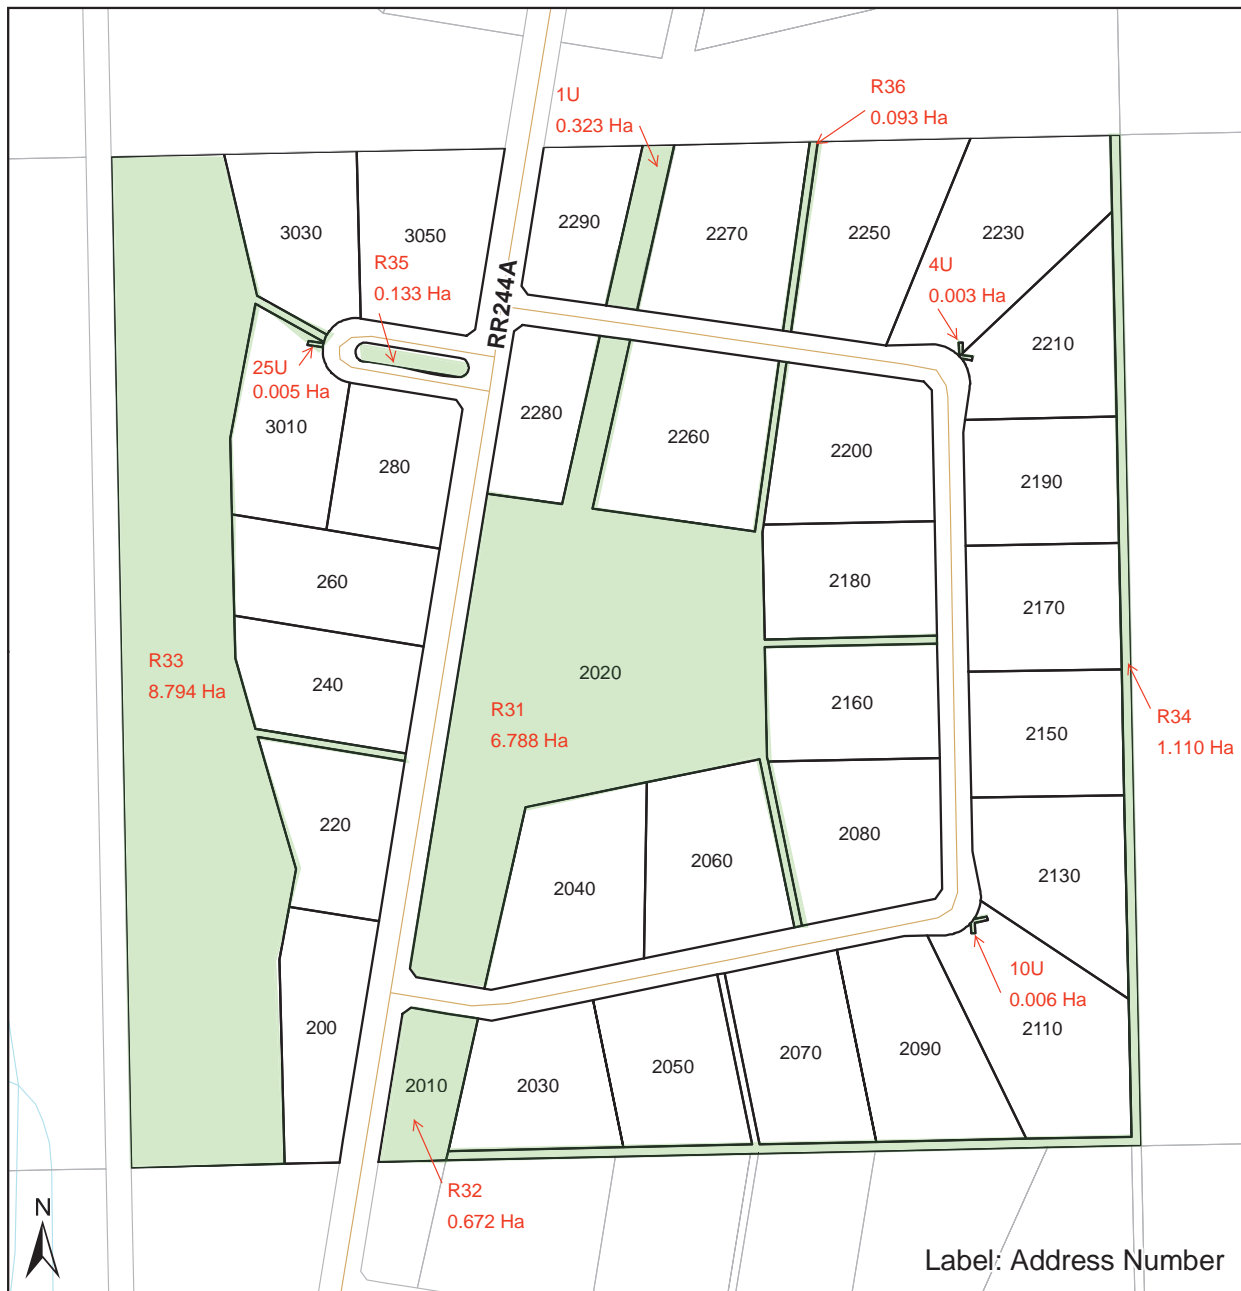 1U
0.323 Ha
R36
0.093 Ha
3030
3050
2290
2270
2250
2230
R35
0.133 Ha
4U
0.003 Ha
RR244A
25U
0.005 Ha
2210
3010
280
2280
2260
2200
2190
260
2180
2170
R33
8.794 Ha
240
2020
R31
6.788 Ha
2160
2150
R34
1.110 Ha
220
2040
2060
2080
2130
10U
0.006 Ha
200
2010
2030
2050
2070
2090
2110
R32
0.672 Ha
N
Label: Address Number